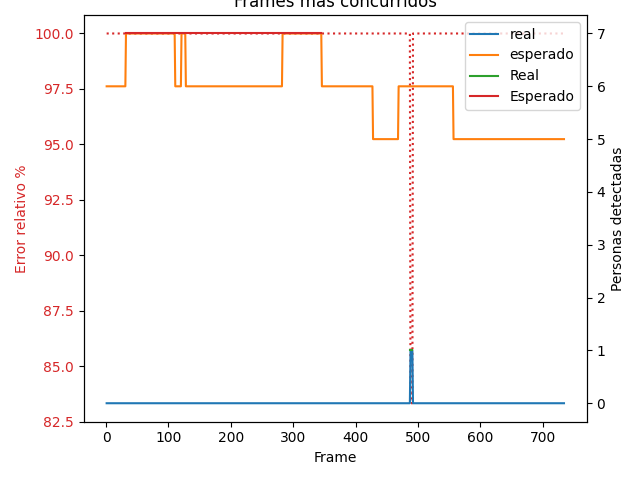 Frames mas concurridos
100.0
97.5
95.0
92.5
90.0
87.5
85.0
82.5
Error relativo %
real
esperado
Real
Esperado
7
6
5
4
3
2
1
0
Personas detectadas
0 100 200 300 400 500 600 700
Frame